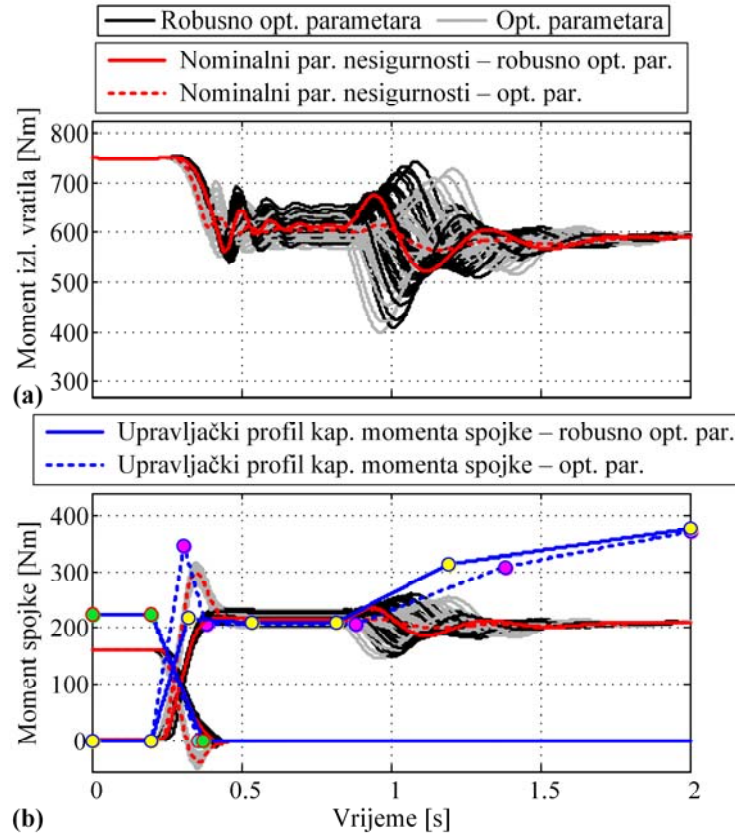 Robusno opt. parametara Opt. parametara
Nominalni par. nesigurnosti – robusno opt. par.
Nominalni par. nesigurnosti – opt. par.
Moment izl. vratila [Nm]
800
700
600
500
400
300
(a)
Upravljački profil kap. momenta spojke – robusno opt. par.
Upravljački profil kap. momenta spojke – opt. par.
Moment spojke [Nm]
400
300
200
100
0
0 0.5 1 1.5 2
(b)
Vrijeme [s]